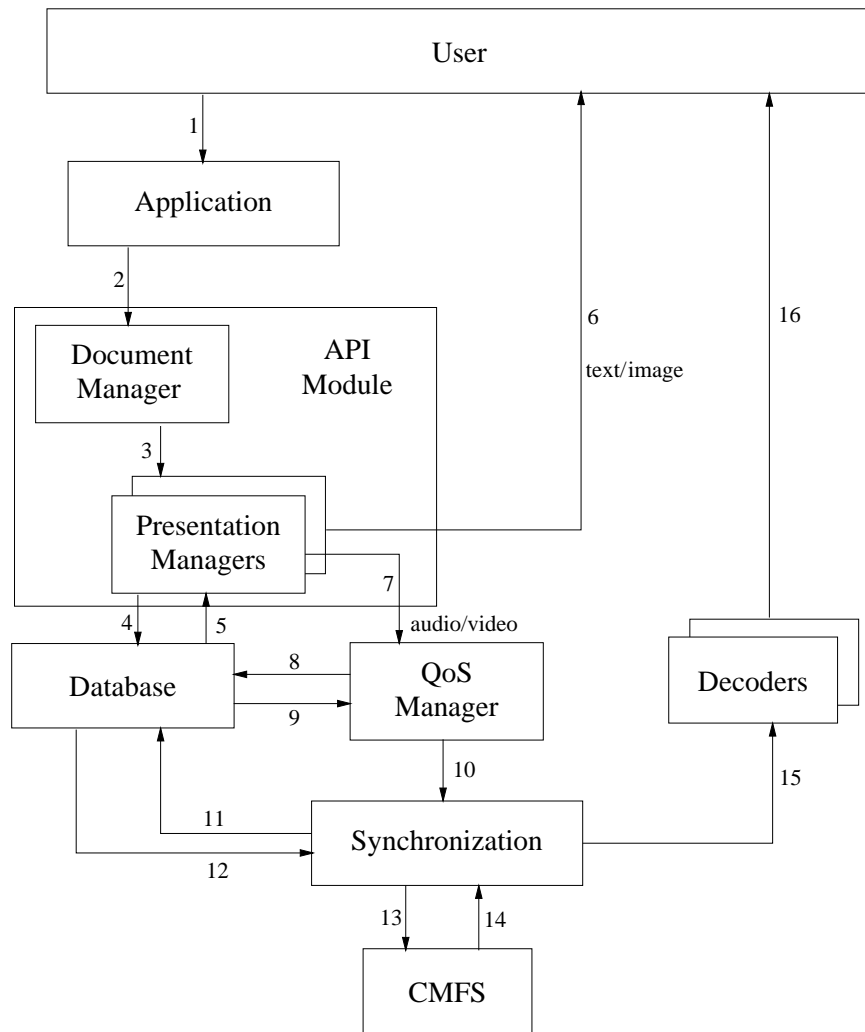 User
1
Application
2
Document
Manager
API
Module
6
16
text/image
3
Presentation
Managers
7
4
5
audio/video
Database
8
9
QoS
Manager
Decoders
10
15
11
12
Synchronization
13
14
CMFS